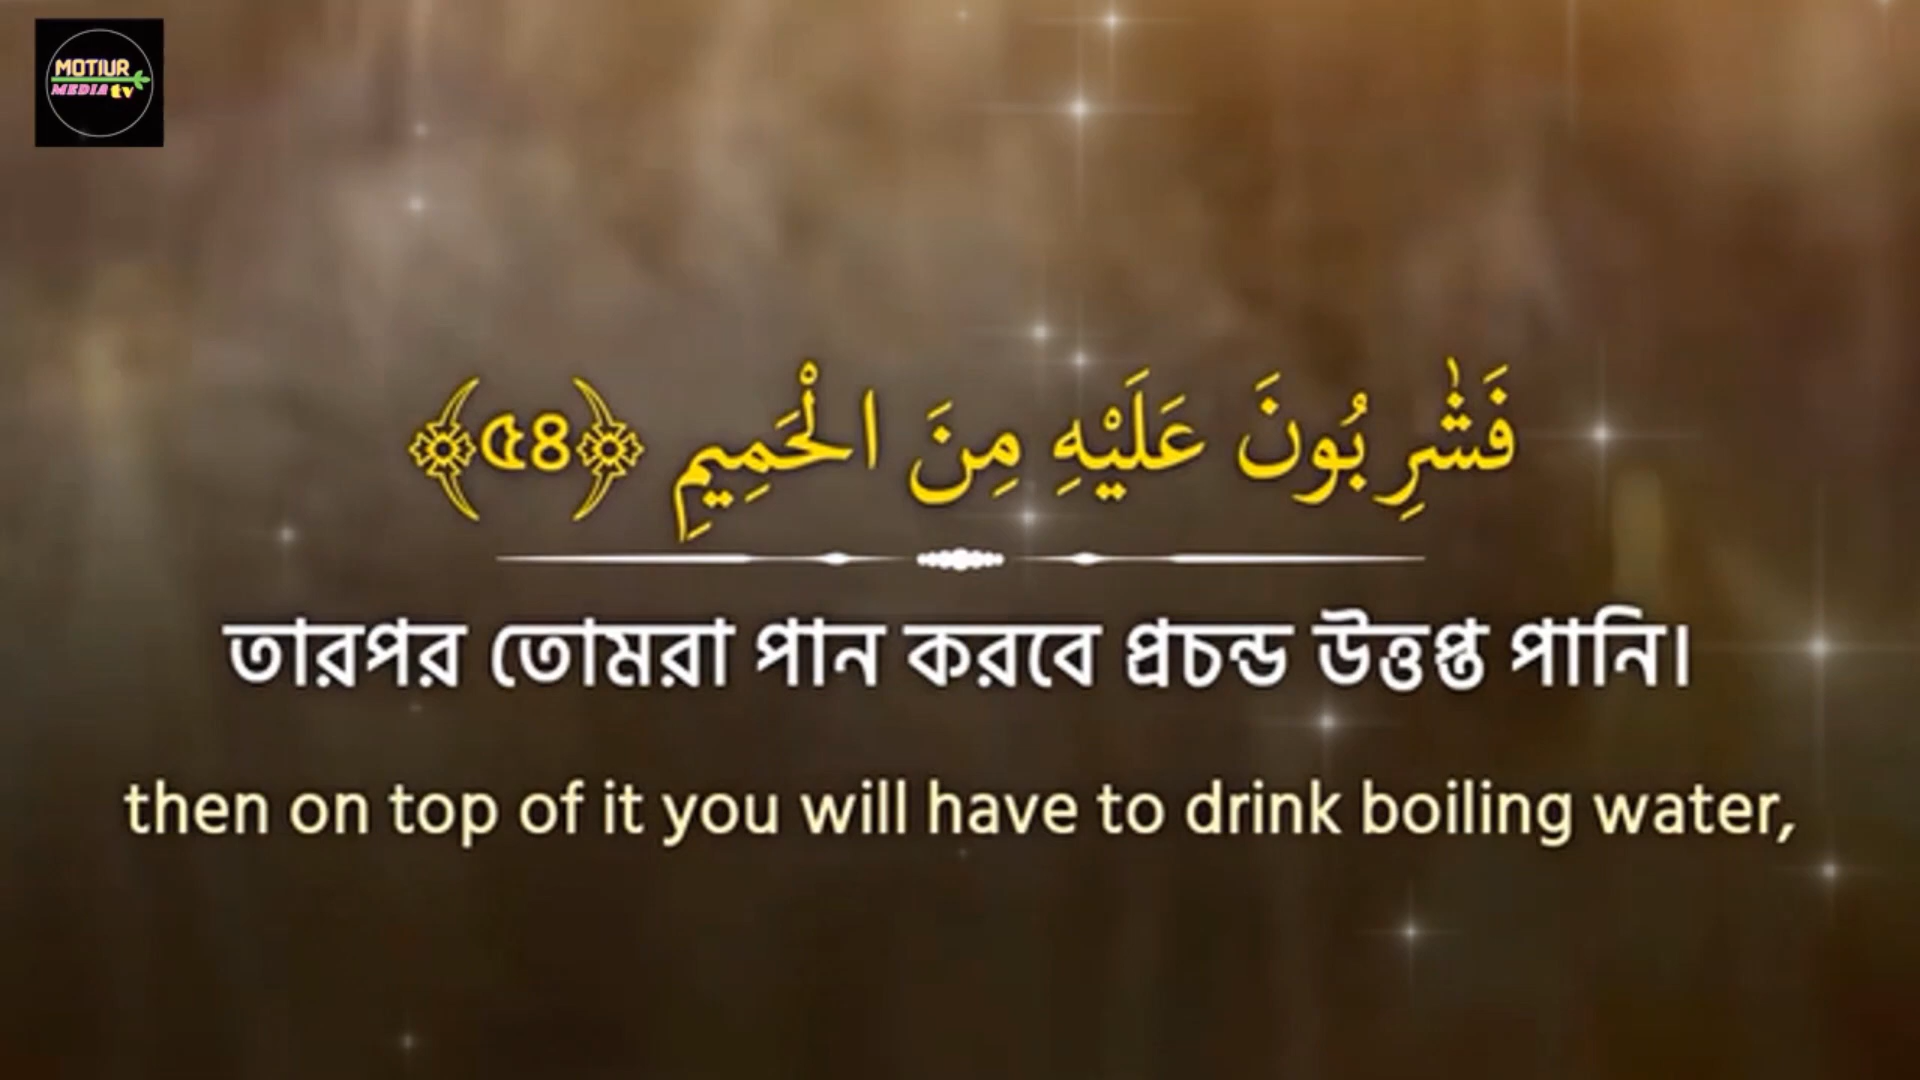 MOTIUR
MEDIA tv
فَشٰرِبُونَ عَلَيْهِ مِنَ الْحَمِيمِ ﴿৫৪﴾
তারপর তোমরা পান করবে প্রচন্ড উত্তপ্ত পানি।
then on top of it you will have to drink boiling water,